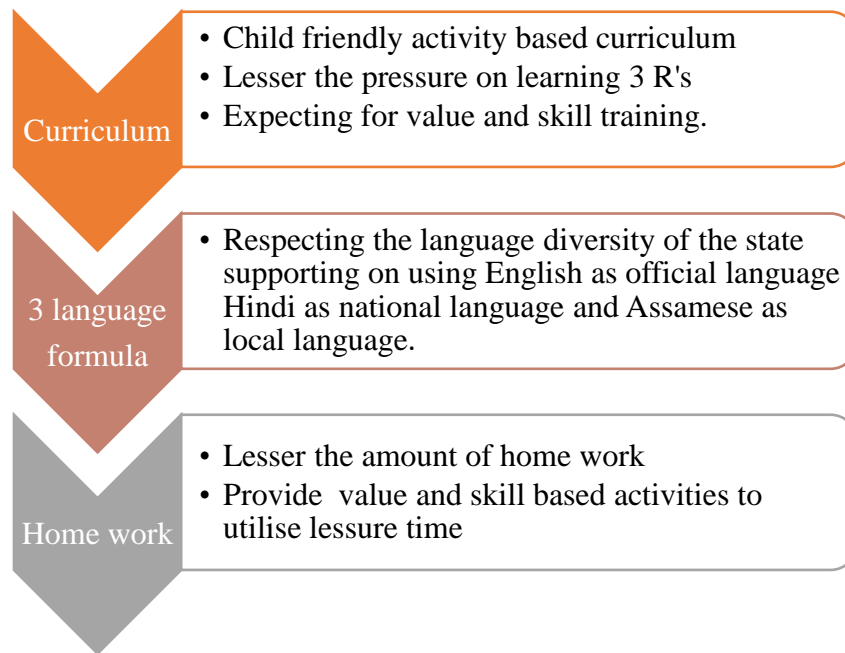 Curriculum
• Child friendly activity based curriculum
• Lesser the pressure on learning 3 R's
• Expecting for value and skill training.
3 language
formula
• Respecting the language diversity of the state
supporting on using English as official language
Hindi as national language and Assamese as
local language.
Home work
• Lesser the amount of home work
• Provide value and skill based activities to
utilise lessure time